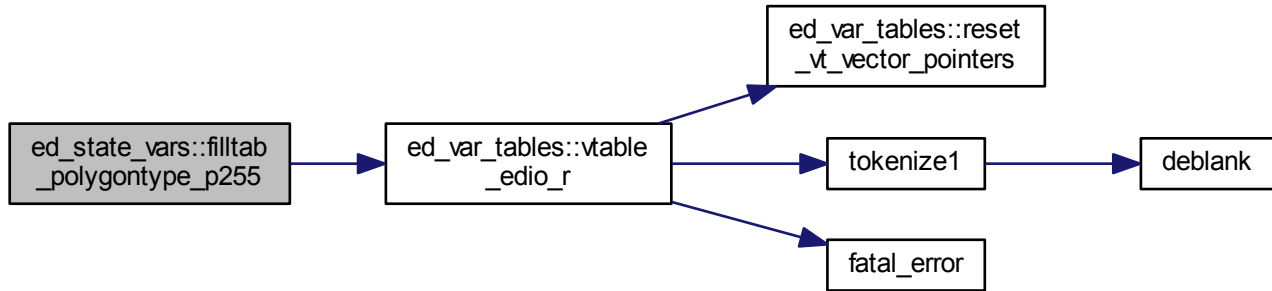 ed_var_tables::reset
_vt_vector_pointers
ed_state_vars::filltab
_polygontype_p255
ed_var_tables::vtable
_edio_r
tokenize1
deblank
fatal_error